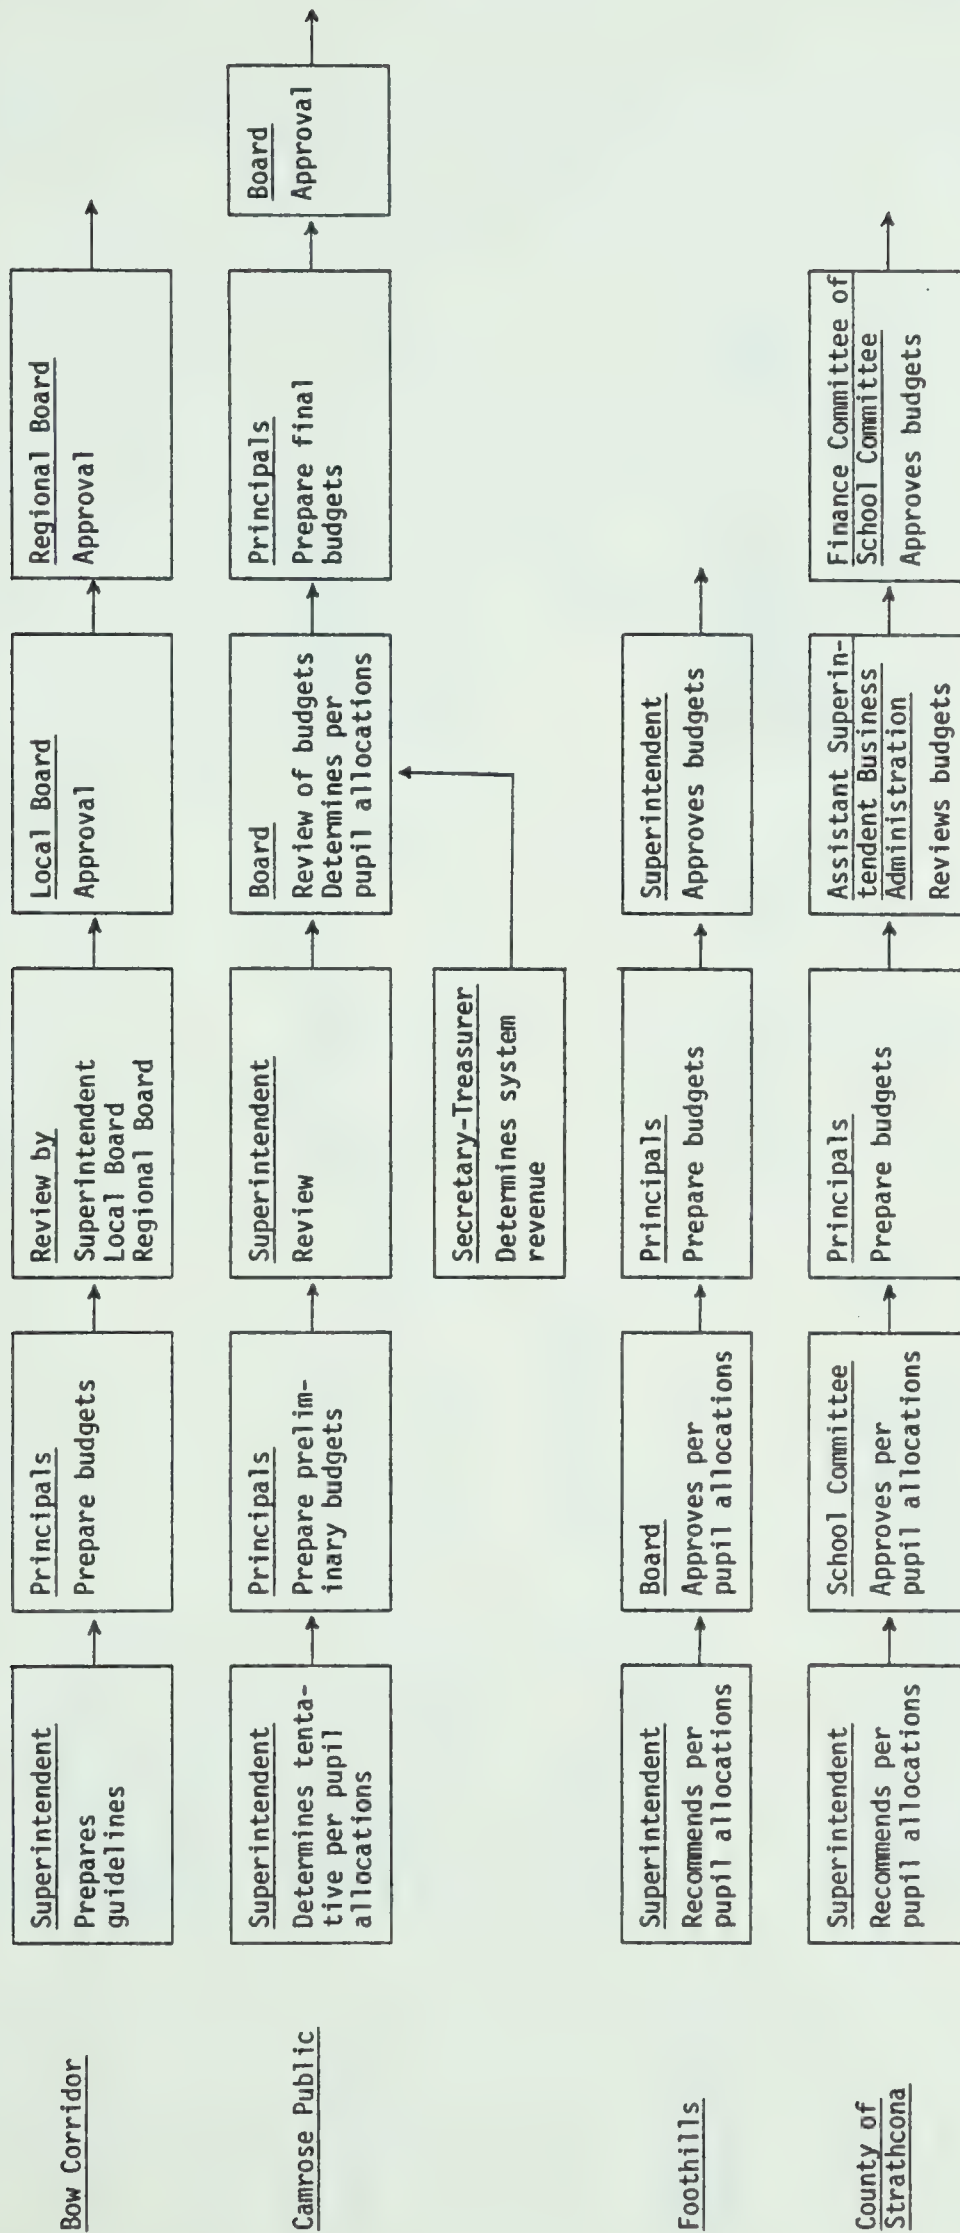 Bow Corridor
Superintendent
Prepares
guidelines
Principals
Prepare budgets
Review by
Superintendent
Local Board
Regional Board
Local Board
Approval
Regional Board
Approval
Camrose Public
Superintendent
Determines tenta-
tive per pupil
allocations
Principals
Prepare prelim-
inary budgets
Superintendent
Review
Secretary-Treasurer
Determines system
revenue
Board
Review of budgets
Determines per
pupil allocations
Principals
Prepare final
budgets
Board
Approval
Foothills
Superintendent
Recommends per
pupil allocations
Board
Approves per
pupil allocations
Principals
Prepare budgets
Superintendent
Approves budgets
County of
Strathcona
Superintendent
Recommends per
pupil allocations
School Committee
Approves per
pupil allocations
Principals
Prepare budgets
Assistant Superin-
tendent Business
Administration
Reviews budgets
Finance Committee of
School Committee
Approves budgets